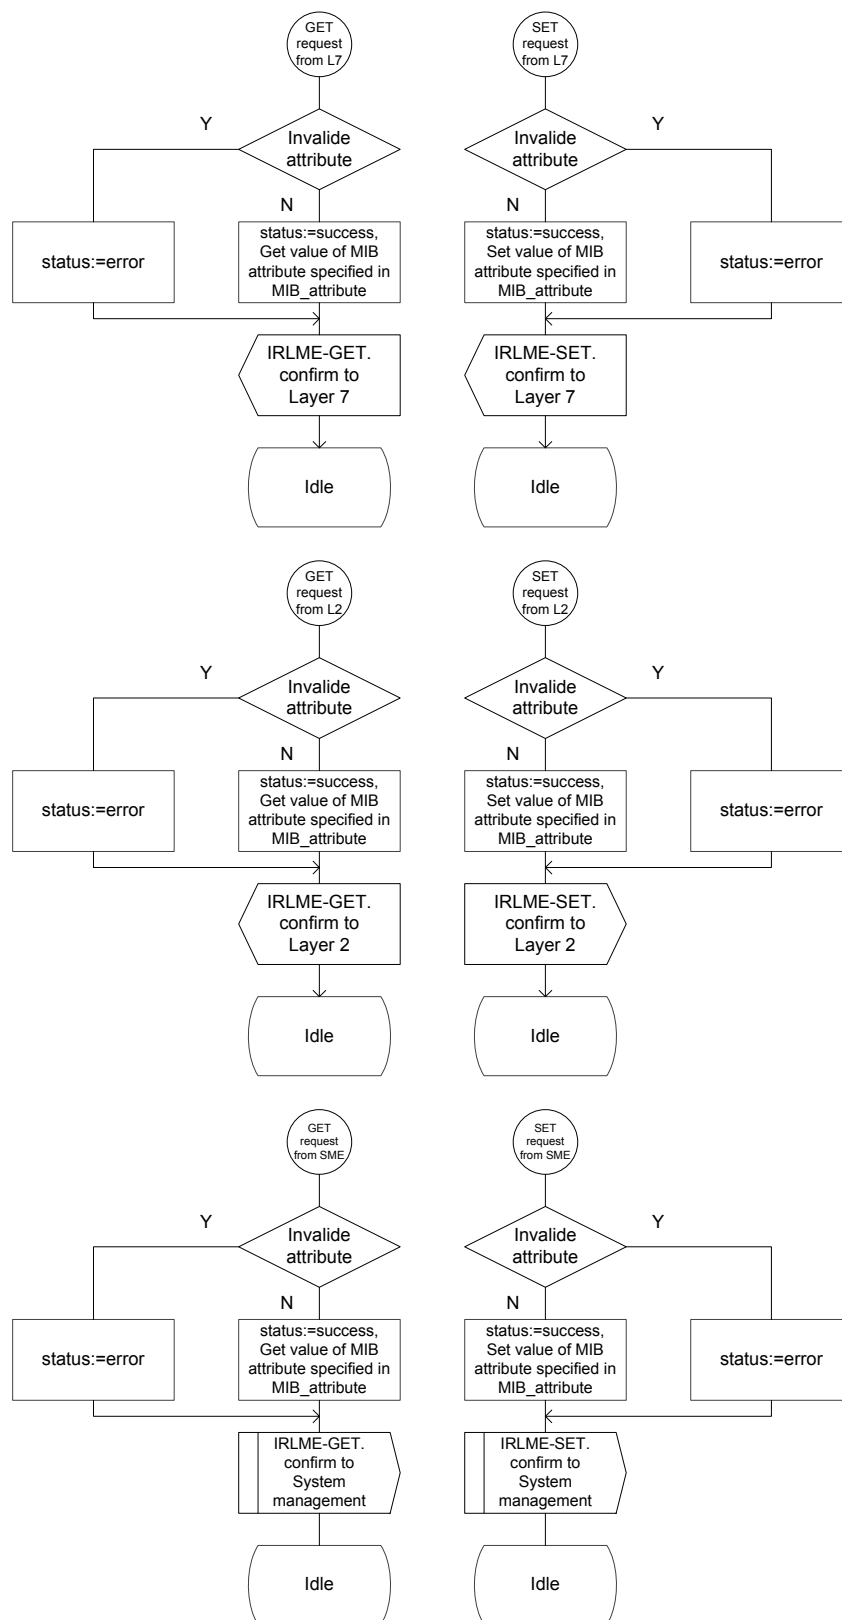 GET
request
from L7
SET
request
from L7
Y
Invalide
attribute
Invalide
attribute
Y
N
N
status:=error
status:=success,
Get value of MIB
attribute specified in
MIB_attribute
status:=success,
Set value of MIB
attribute specified in
MIB_attribute
status:=error
IRLME-GET.
confirm to
Layer 7
IRLME-SET.
confirm to
Layer 7
Idle
Idle
GET
request
from L2
SET
request
from L2
Y
Invalide
attribute
Invalide
attribute
Y
N
N
status:=error
status:=success,
Get value of MIB
attribute specified in
MIB_attribute
status:=success,
Set value of MIB
attribute specified in
MIB_attribute
status:=error
IRLME-GET.
confirm to
Layer 2
IRLME-SET.
confirm to
Layer 2
Idle
Idle
GET
request
from SME
SET
request
from SME
Y
Invalide
attribute
Invalide
attribute
Y
N
N
status:=error
status:=success,
Get value of MIB
attribute specified in
MIB_attribute
status:=success,
Set value of MIB
attribute specified in
MIB_attribute
status:=error
IRLME-GET.
confirm to
System
management
IRLME-SET.
confirm to
System
management
Idle
Idle